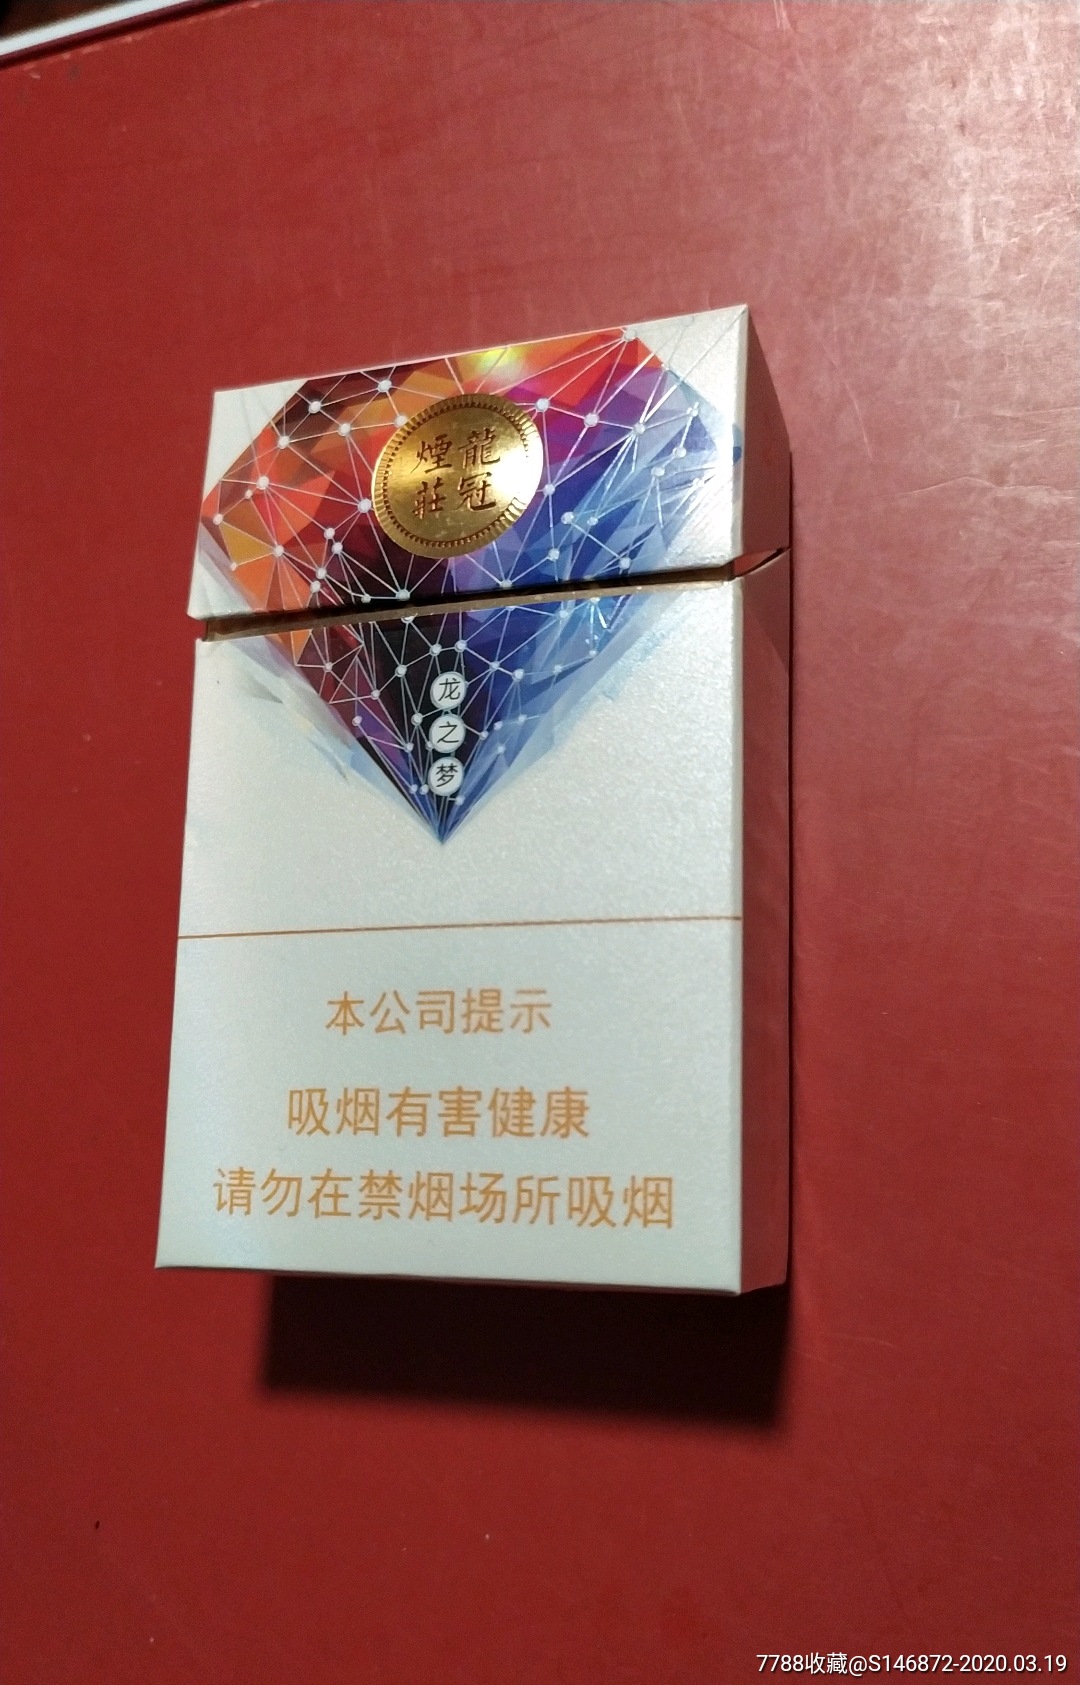 龍冠
煙莊
龙之梦
本公司提示
吸烟有害健康
请勿在禁烟场所吸烟
7788收藏@S146872-2020.03.19